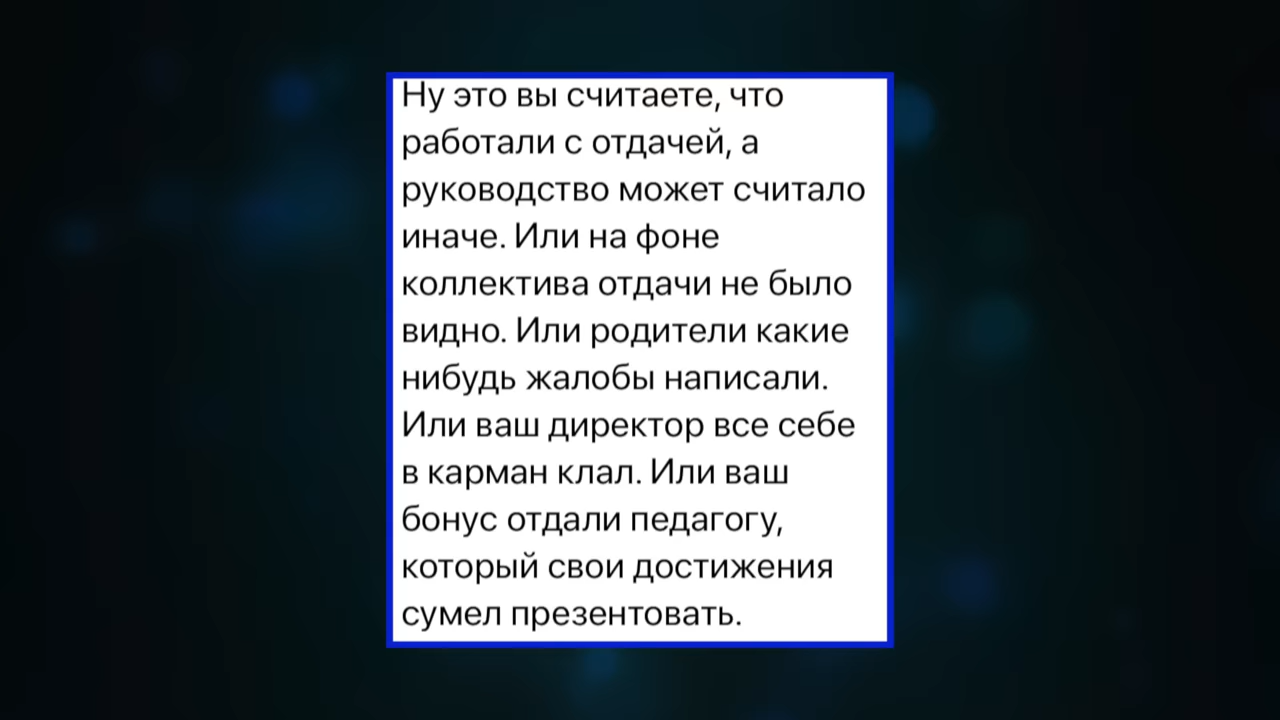 Ну это вы считаете, что
работали с отдачей, а
руководство может считало
иначе. Или на фоне
коллектива отдачи не было
видно. Или родители какие
нибудь жалобы написали.
Или ваш директор все себе
в карман клал. Или ваш
бонус отдали педагогу,
который свои достижения
сумел презентовать.